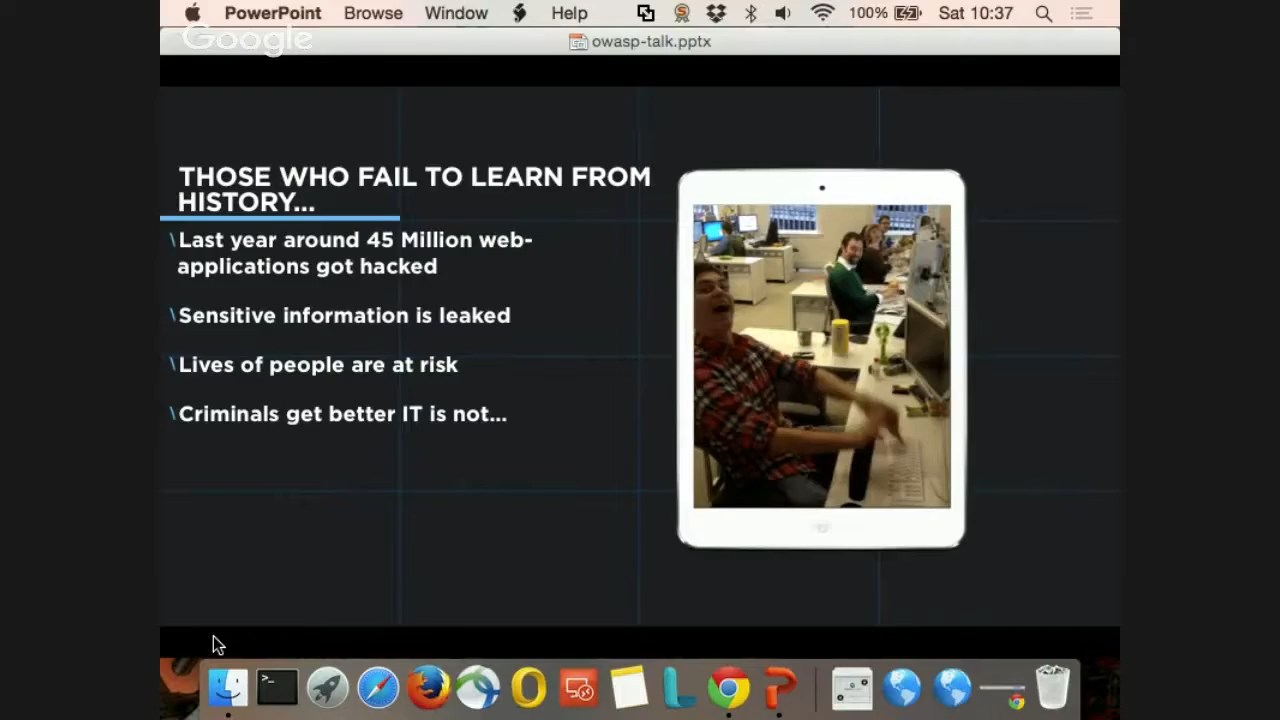 PowerPoint Browse Window Help 100% Sat 10:37
Google
owasp-talk.pptx
THOSE WHO FAIL TO LEARN FROM
HISTORY...
\Last year around 45 Million web-
applications got hacked
\Sensitive information is leaked
\Lives of people are at risk
\Criminals get better IT is not...